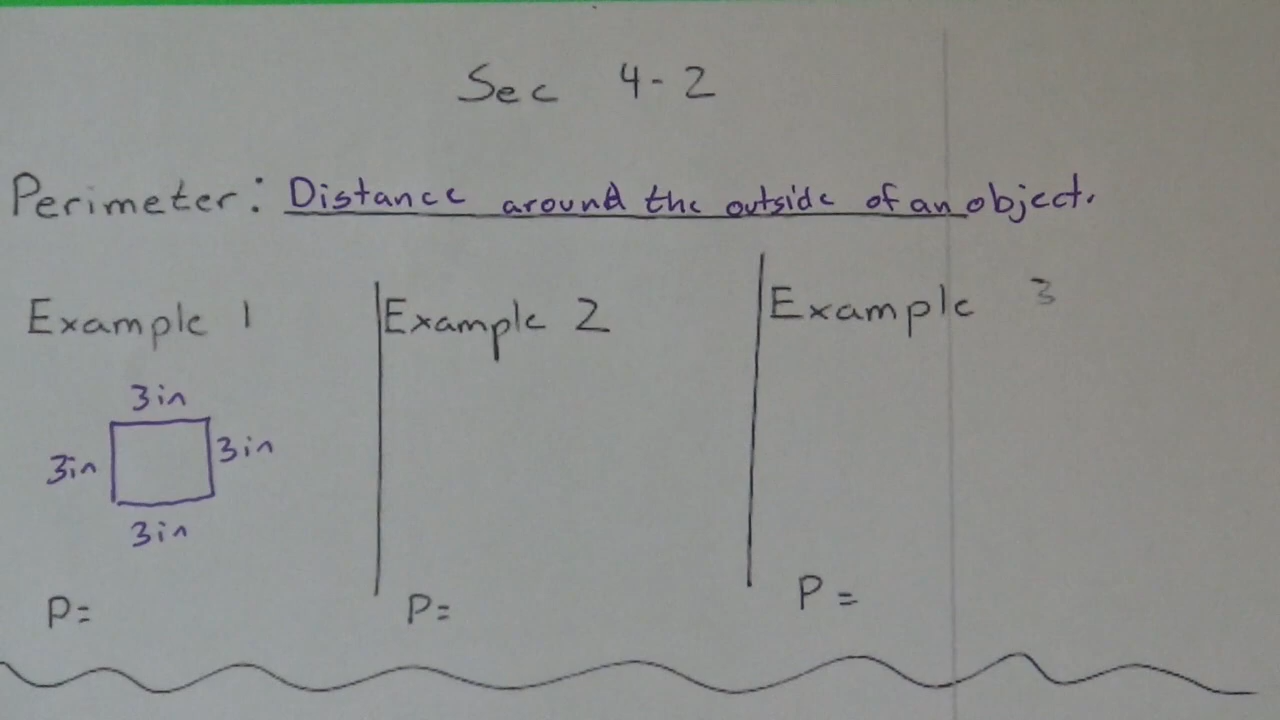 Sec 4-2
Perimeter: Distance around the outside of an object.
Example 1
3in
3in
3in
3in
P=
Example 2
P=
Example 3
P=